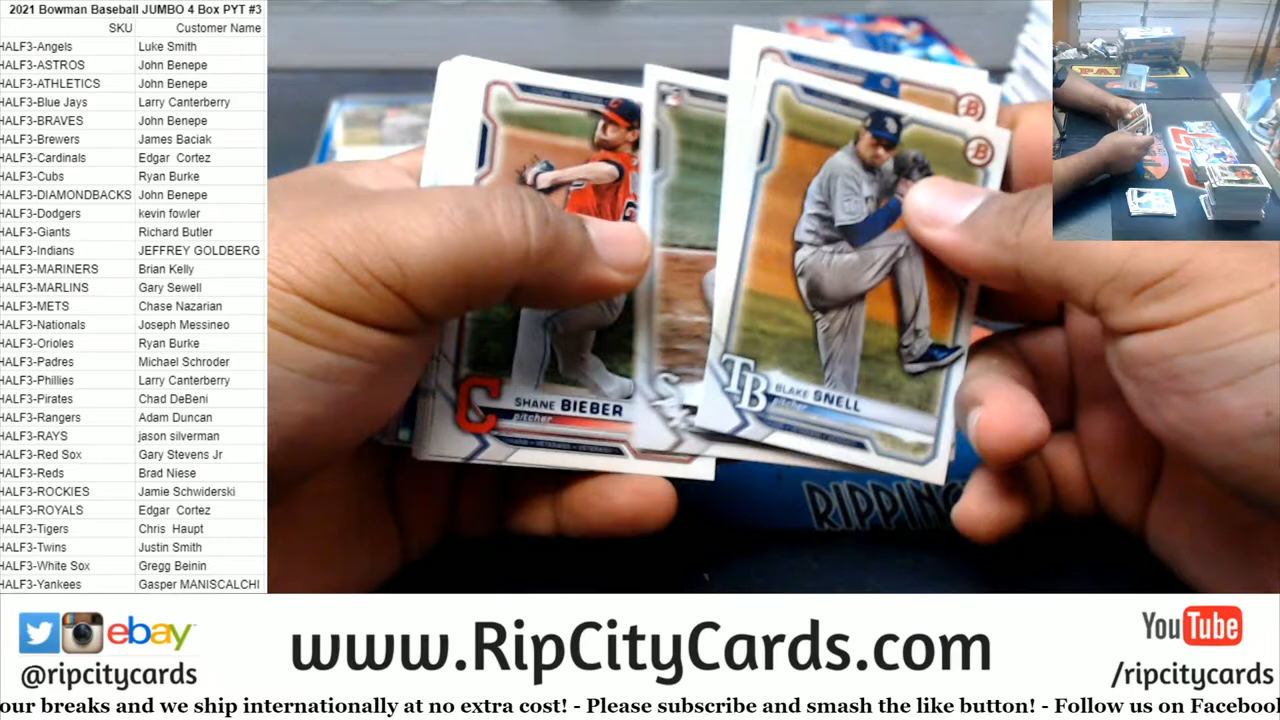 2021 Bowman Baseball JUMBO 4 Box PYT #3
SKU Customer Name
HALF3-Angels Luke Smith
HALF3-ASTROS John Benepe
HALF3-ATHLETICS John Benepe
HALF3-Blue Jays Larry Canterberry
HALF3-BRAVES John Benepe
HALF3-Brewers James Baciak
HALF3-Cardinals Edgar Cortez
HALF3-Cubs Ryan Burke
HALF3-DIAMONDBACKS John Benepe
HALF3-Dodgers kevin fowler
HALF3-Giants Richard Butler
HALF3-Indians JEFFREY GOLDBERG
HALF3-MARINERS Brian Kelly
HALF3-MARLINS Gary Sewell
HALF3-METS Chase Nazarian
HALF3-Nationals Joseph Messineo
HALF3-Orioles Ryan Burke
HALF3-Padres Michael Schroder
HALF3-Phillies Larry Canterberry
HALF3-Pirates Chad DeBeni
HALF3-Rangers Adam Duncan
HALF3-RAYS jason silverman
HALF3-Red Sox Gary Stevens Jr
HALF3-Reds Brad Niese
HALF3-ROCKIES Jamie Schwiderski
HALF3-ROYALS Edgar Cortez
HALF3-Tigers Chris Haupt
HALF3-Twins Justin Smith
HALF3-White Sox Gregg Beinin
HALF3-Yankees Gasper MANISCALCHI
C
SHANE BIEBER
pitcher
B
B
TB
BLAKE SNELL
pitcher
RIPPING
ebay
@ripcitycards
www.RipCityCards.com
YouTube
/ripcitycards
our breaks and we ship internationally at no extra cost! - Please subscribe and smash the like button! - Follow us on Facebook